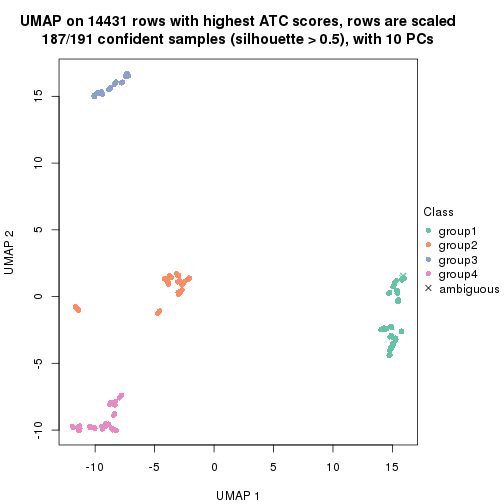 UMAP on 14431 rows with highest ATC scores, rows are scaled
187/191 confident samples (silhouette > 0.5), with 10 PCs
15
10
5
0
-5
-10
UMAP 2
-10
-5
0
5
10
15
UMAP 1
Class
group1
group2
group3
group4
ambiguous